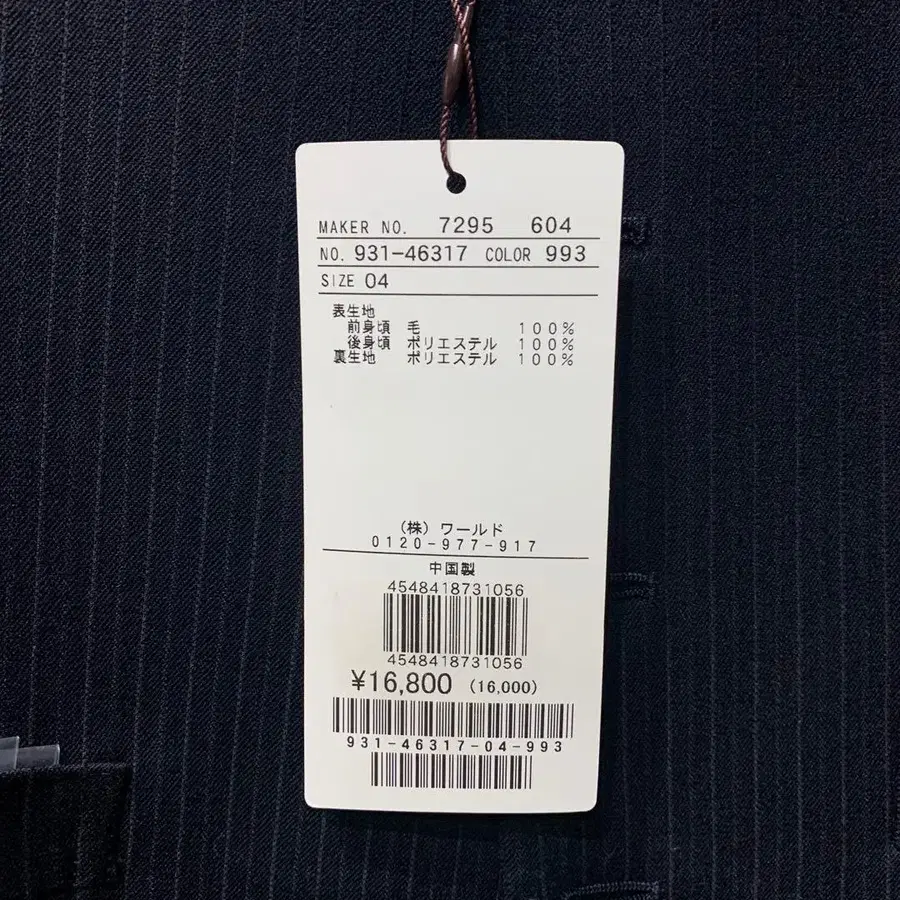 MAKER NO. 7295 604
NO. 931-46317 COLOR 993
SIZE 04
表生地
前身頃 毛 100%
後身頃 ポリエステル 100%
裏生地 ポリエステル 100%
(株)ワールド
0120-977-917
中国製
4548418731056
4548418731056
¥16,800 (16,000)
931-46317-04-993